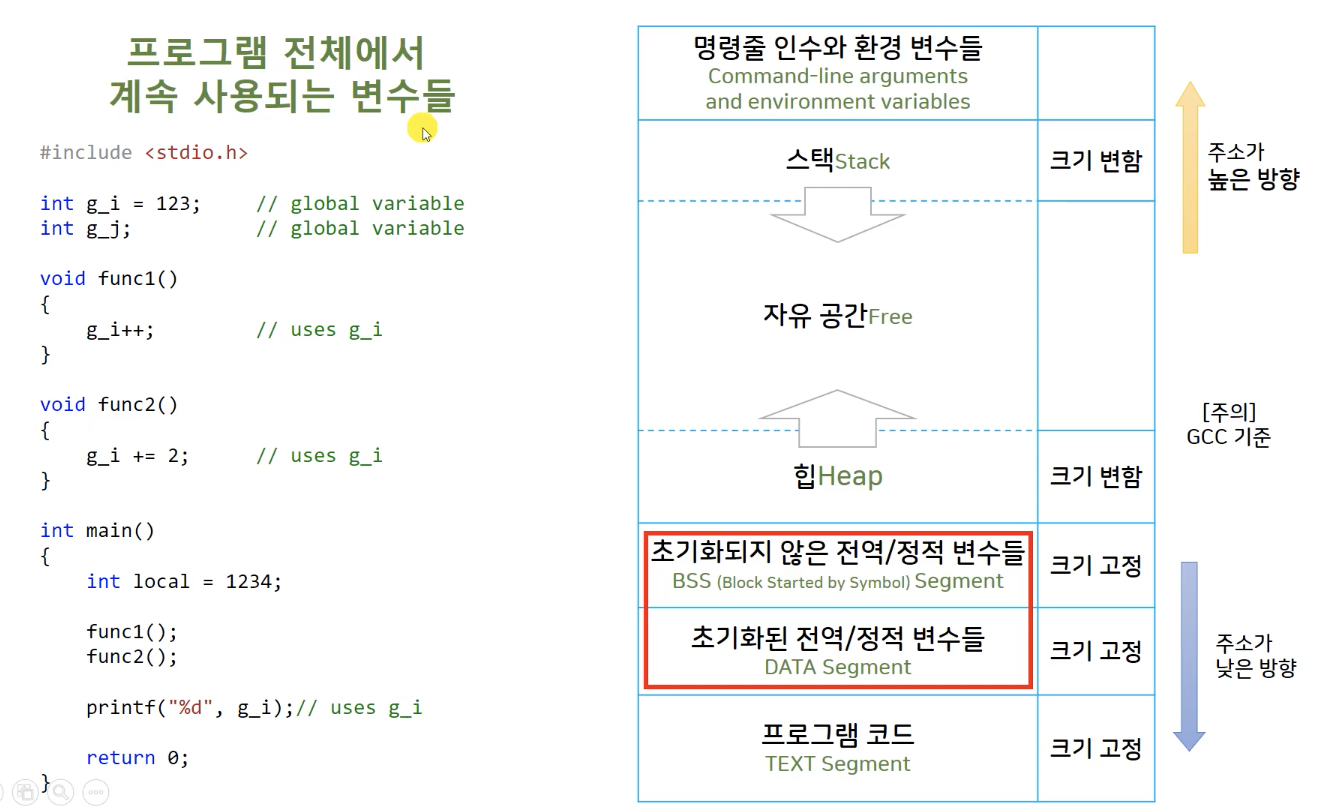 프로그램 전체에서
계속 사용되는 변수들
#include <stdio.h>
int g_i = 123; // global variable
int g_j; // global variable
void func1()
{
g_i++; // uses g_i
}
void func2()
{
g_i += 2; // uses g_i
}
int main()
{
int local = 1234;
func1();
func2();
printf("%d", g_i);// uses g_i
return 0;
}
명령줄 인수와 환경 변수들
Command-line arguments
and environment variables
스택Stack
크기 변함
자유 공간Free
힙Heap
크기 변함
초기화되지 않은 전역/정적 변수들
BSS (Block Started by Symbol) Segment
크기 고정
초기화된 전역/정적 변수들
DATA Segment
크기 고정
프로그램 코드
TEXT Segment
크기 고정
주소가
높은 방향
[주의]
GCC 기준
주소가
낮은 방향